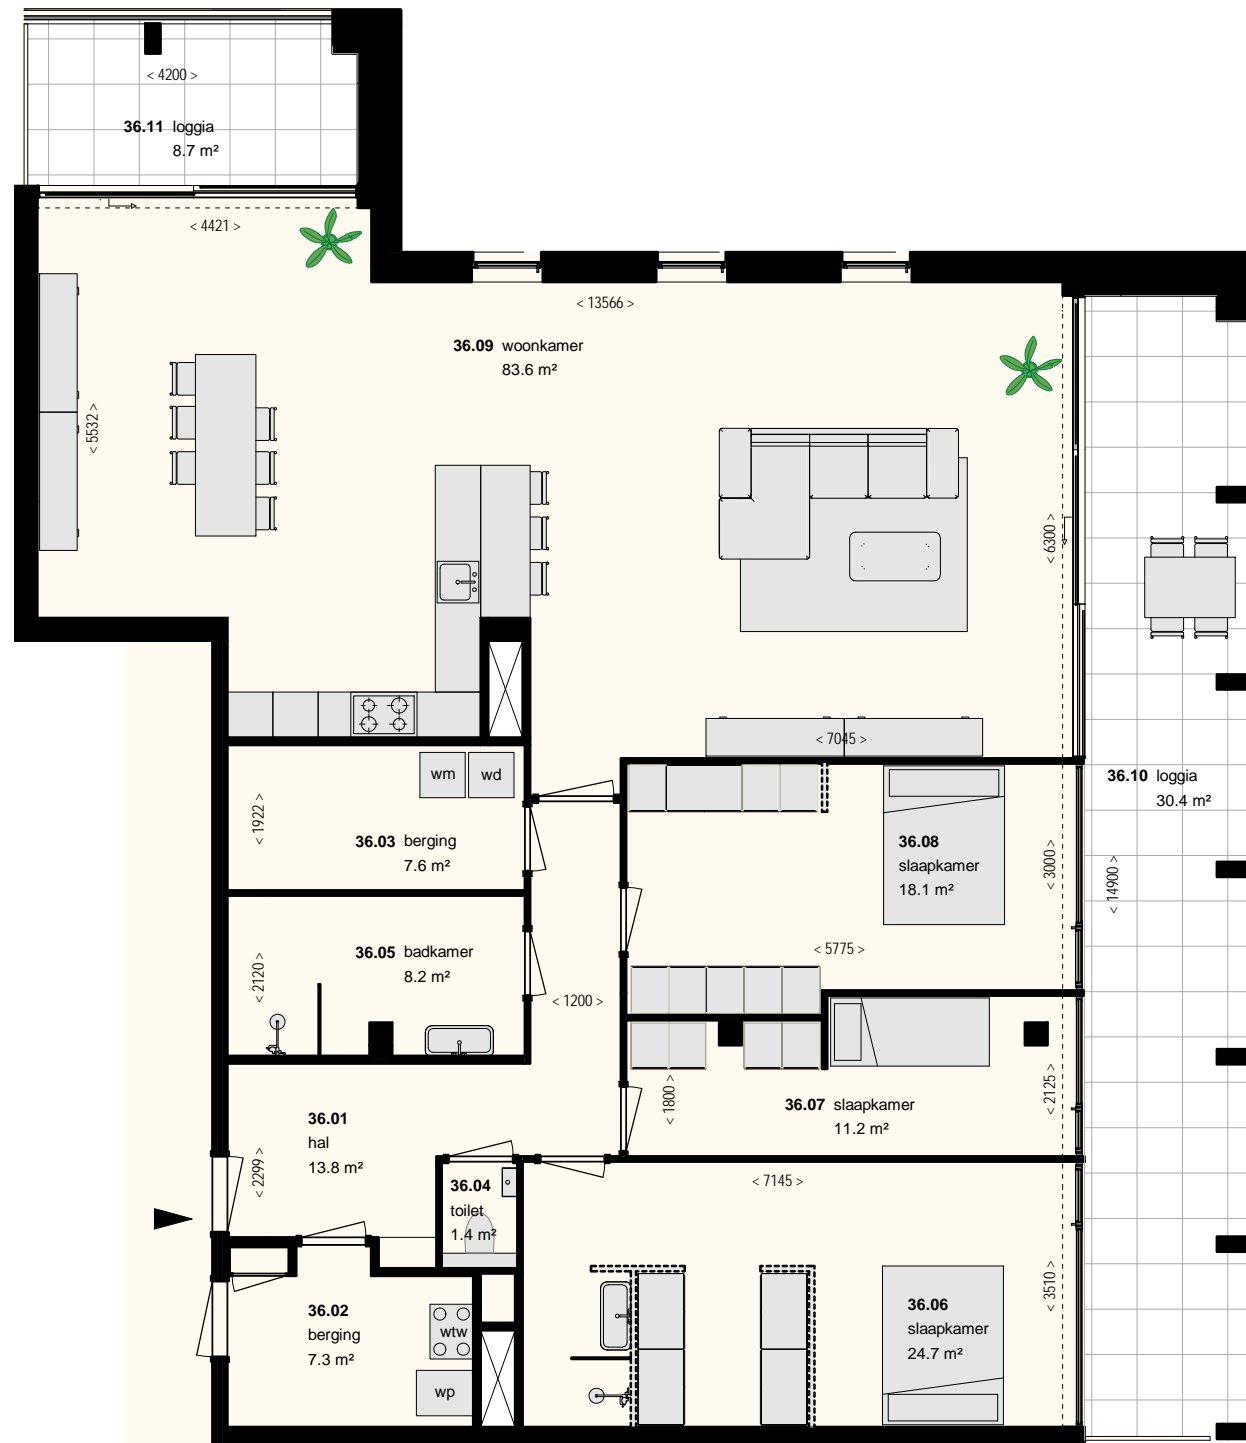 < 4200 >
36.11 loggia
8.7 m²
< 4421 >
< 13566 >
36.09 woonkamer
83.6 m²
< 5532 >
< 6300 >
< 7045 >
wm wd
36.10 loggia
30.4 m²
< 1922 >
36.03 berging
7.6 m²
36.08
slaapkamer
18.1 m²
< 3000 >
< 14900 >
36.05 badkamer
8.2 m²
< 5775 >
< 2120 >
< 1200 >
< 1800 >
36.07 slaapkamer
11.2 m²
< 2125 >
36.01
hal
13.8 m²
< 2299 >
36.04
toilet
1.4 m²
< 7145 >
< 3510 >
36.02
berging
7.3 m²
wtw
wp
36.06
slaapkamer
24.7 m²